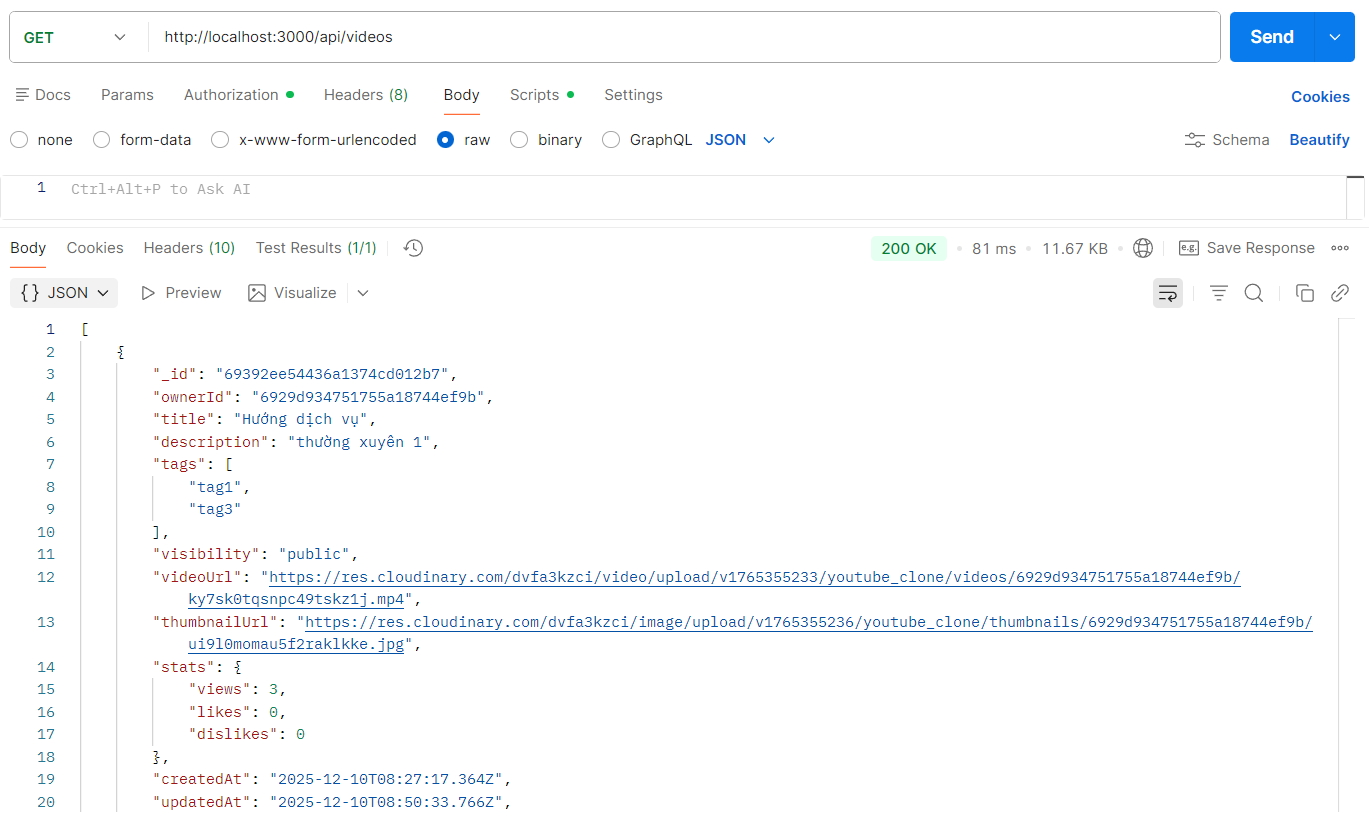 GET http://localhost:3000/api/videos Send
Docs Params Authorization Headers (8) Body Scripts Settings Cookies
none form-data x-www-form-urlencoded raw binary GraphQL JSON Schema Beautify
1 Ctrl+Alt+P to Ask AI
Body Cookies Headers (10) Test Results (1/1) 200 OK • 81 ms • 11.67 KB • e.g. Save Response
{} JSON Preview Visualize
1 [
2 {
3 "_id": "69392ee54436a1374cd012b7",
4 "ownerId": "6929d934751755a18744ef9b",
5 "title": "Hướng dịch vụ",
6 "description": "thường xuyên 1",
7 "tags": [
8 "tag1",
9 "tag3"
10 ],
11 "visibility": "public",
12 "videoUrl": "https://res.cloudinary.com/dvfa3kzci/video/upload/v1765355233/youtube_clone/videos/6929d934751755a18744ef9b/
ky7sk0tqsnpc49tskz1j.mp4",
13 "thumbnailUrl": "https://res.cloudinary.com/dvfa3kzci/image/upload/v1765355236/youtube_clone/thumbnails/6929d934751755a18744ef9b/
ui9l0momau5f2raklkke.jpg",
14 "stats": {
15 "views": 3,
16 "likes": 0,
17 "dislikes": 0
18 },
19 "createdAt": "2025-12-10T08:27:17.364Z",
20 "updatedAt": "2025-12-10T08:50:33.766Z",